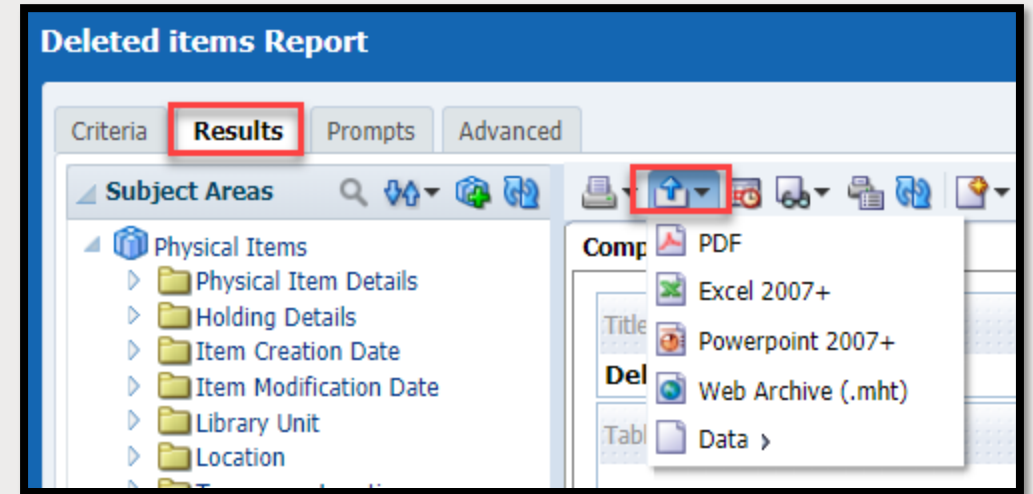 Deleted items Report
Criteria Results Prompts Advanced
Subject Areas
Physical Items
Physical Item Details
Holding Details
Item Creation Date
Item Modification Date
Library Unit
Location
PDF
Excel 2007+
Powerpoint 2007+
Web Archive (.mht)
Data
Comp
Title
Del
Tabl